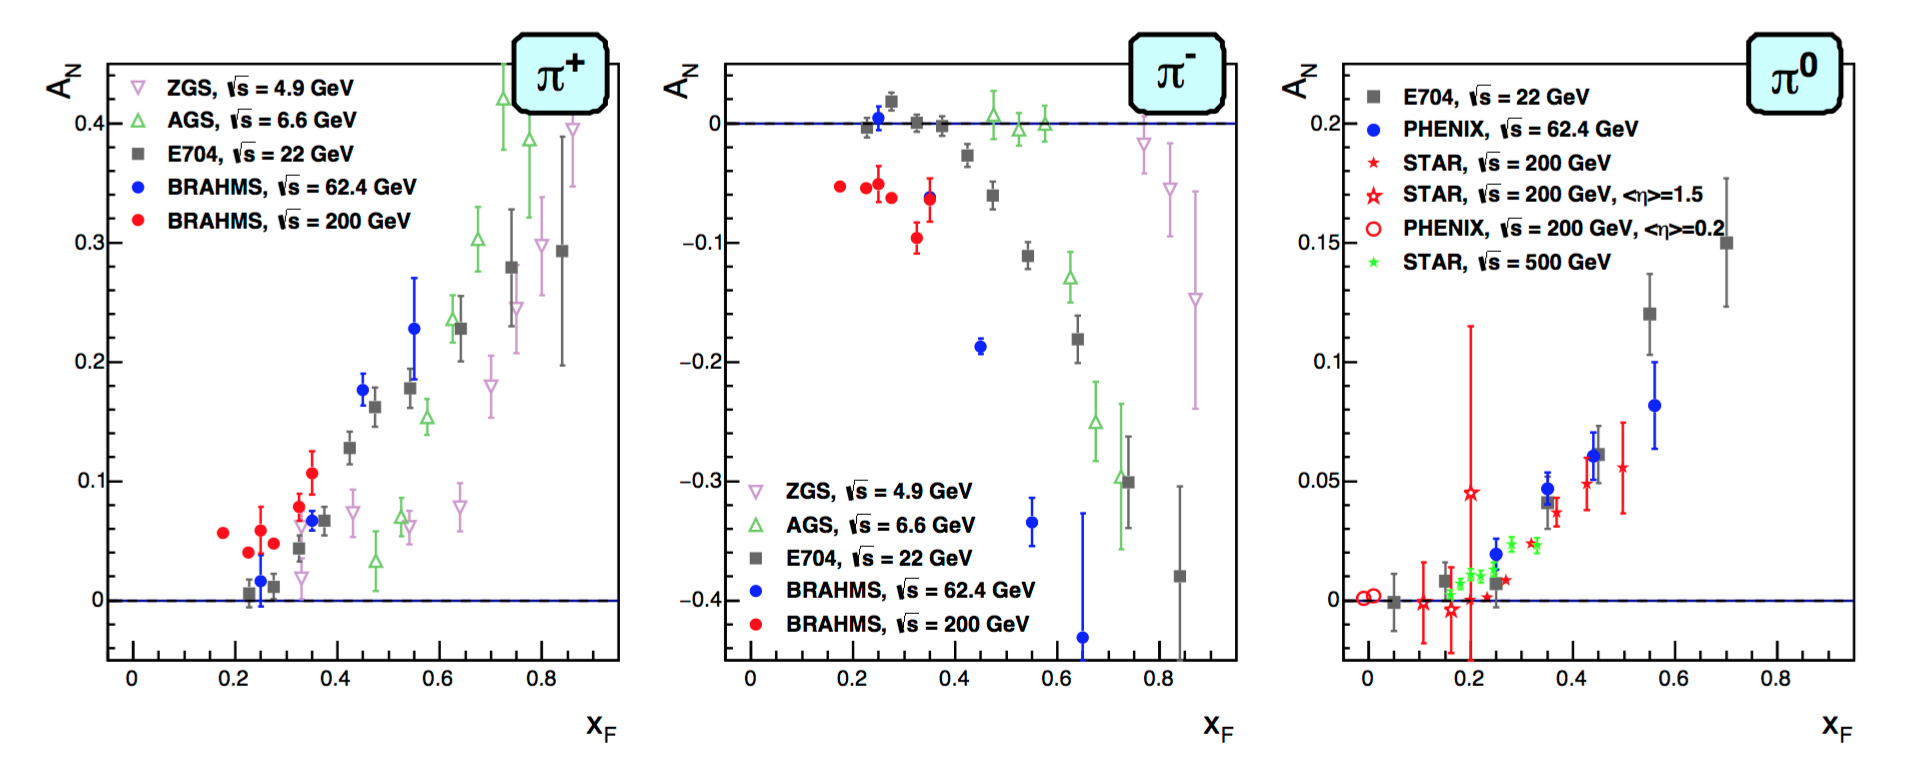 π+
A_N
ZGS, √s = 4.9 GeV
AGS, √s = 6.6 GeV
E704, √s = 22 GeV
BRAHMS, √s = 62.4 GeV
BRAHMS, √s = 200 GeV
0.4
0.3
0.2
0.1
0
0 0.2 0.4 0.6 0.8
x_F
π-
A_N
0
−0.1
−0.2
−0.3
−0.4
ZGS, √s = 4.9 GeV
AGS, √s = 6.6 GeV
E704, √s = 22 GeV
BRAHMS, √s = 62.4 GeV
BRAHMS, √s = 200 GeV
0 0.2 0.4 0.6 0.8
x_F
π0
A_N
E704, √s = 22 GeV
PHENIX, √s = 62.4 GeV
STAR, √s = 200 GeV
STAR, √s = 200 GeV, <η>=1.5
PHENIX, √s = 200 GeV, <η>=0.2
STAR, √s = 500 GeV
0.2
0.15
0.1
0.05
0
0 0.2 0.4 0.6 0.8
x_F